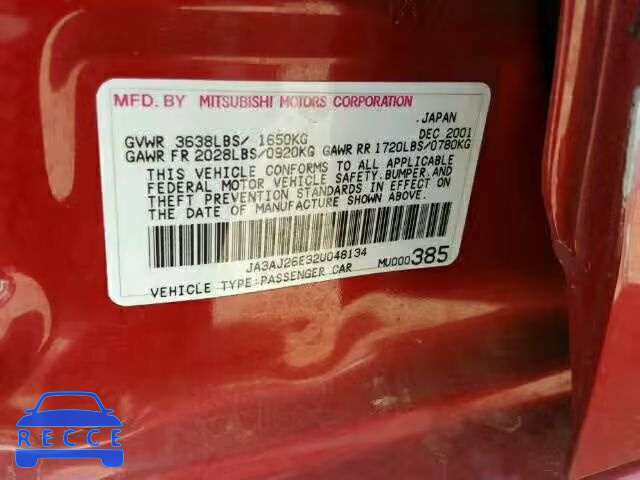 MFD. BY MITSUBISHI MOTORS CORPORATION
, JAPAN
DEC 2001
GVWR 3638LBS/ 1650KG
GAWR FR 2028LBS/0920KG GAWR RR 1720LBS/0780KG
THIS VEHICLE CONFORMS TO ALL APPLICABLE
FEDERAL MOTOR VEHICLE SAFETY,BUMPER,AND
THEFT PREVENTION STANDARDS IN EFFECT ON
THE DATE OF MANUFACTURE SHOWN ABOVE.
JA3AJ26E32U048134
MU000385
VEHICLE TYPE:PASSENGER CAR
RECCE